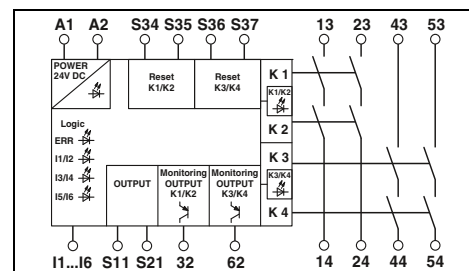 A1 A2 S34 S35 S36 S37 13 23 43 53
POWER
24V DC
Reset
K1/K2
Reset
K3/K4
K 1
K1/K2
K 2
Logic
ERR
I1/I2
I3/I4
I5/I6
K 3
K3/K4
K 4
OUTPUT
Monitoring
OUTPUT
K1/K2
Monitoring
OUTPUT
K3/K4
I1...I6 S11 S21 32 62 14 24 44 54